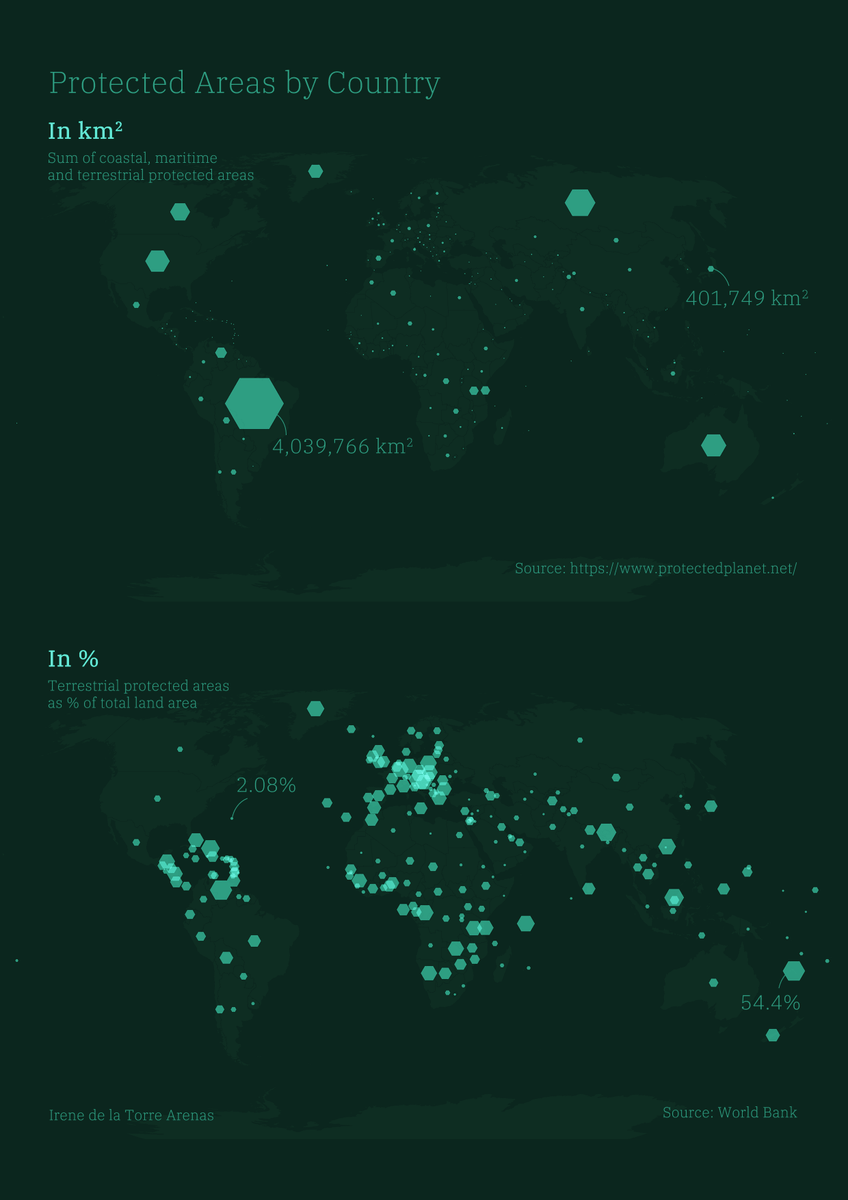 Protected Areas by Country
In km²
Sum of coastal, maritime
and terrestrial protected areas
401,749 km²
4,039,766 km²
Source: https://www.protectedplanet.net/
In %
Terrestrial protected areas
as % of total land area
2.08%
54.4%
Irene de la Torre Arenas
Source: World Bank